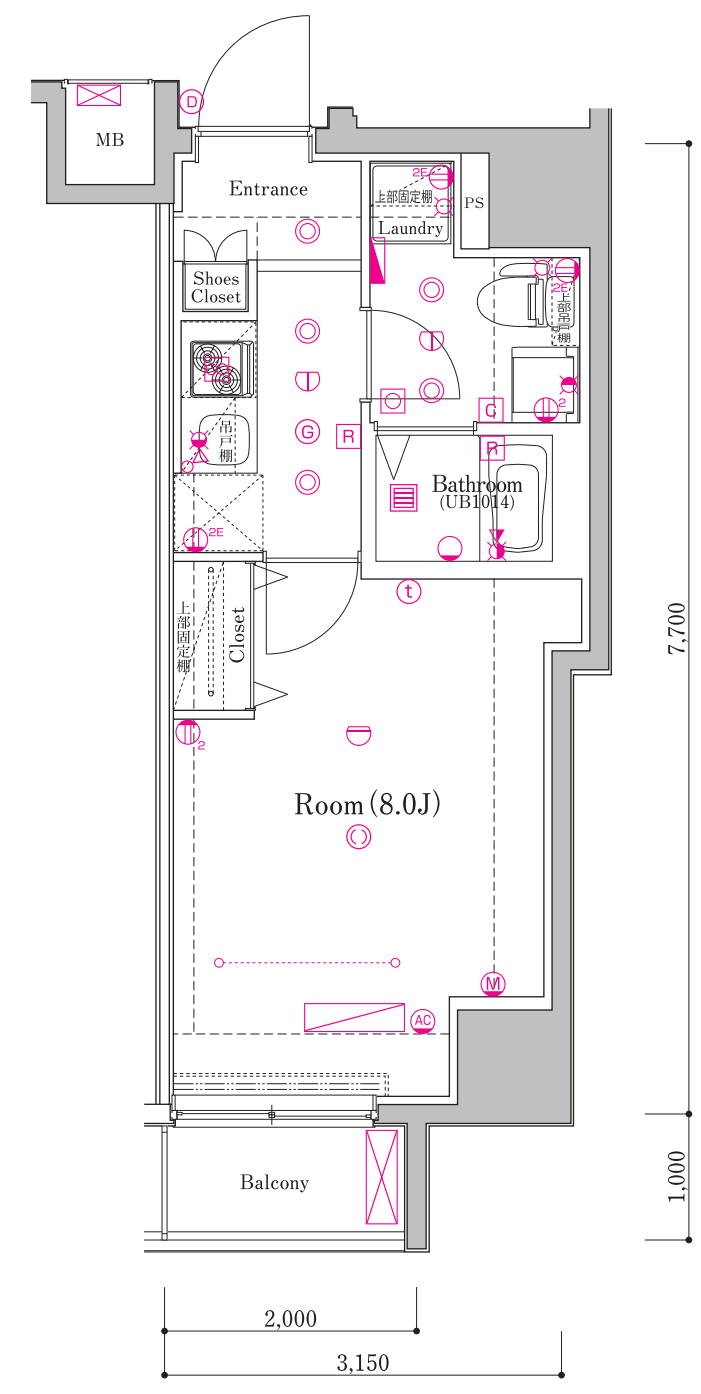 D
MB
Entrance
2E
上部固定棚
PS
Laundry
Shoes
Closet
2E
上部吊戸棚
C
2
吊戸棚
G
R
R
Bathroom
(UB1014)
2E
t
上部固定棚
Closet
7,700
2
Room (8.0J)
M
AC
Balcony
1,000
2,000
3,150